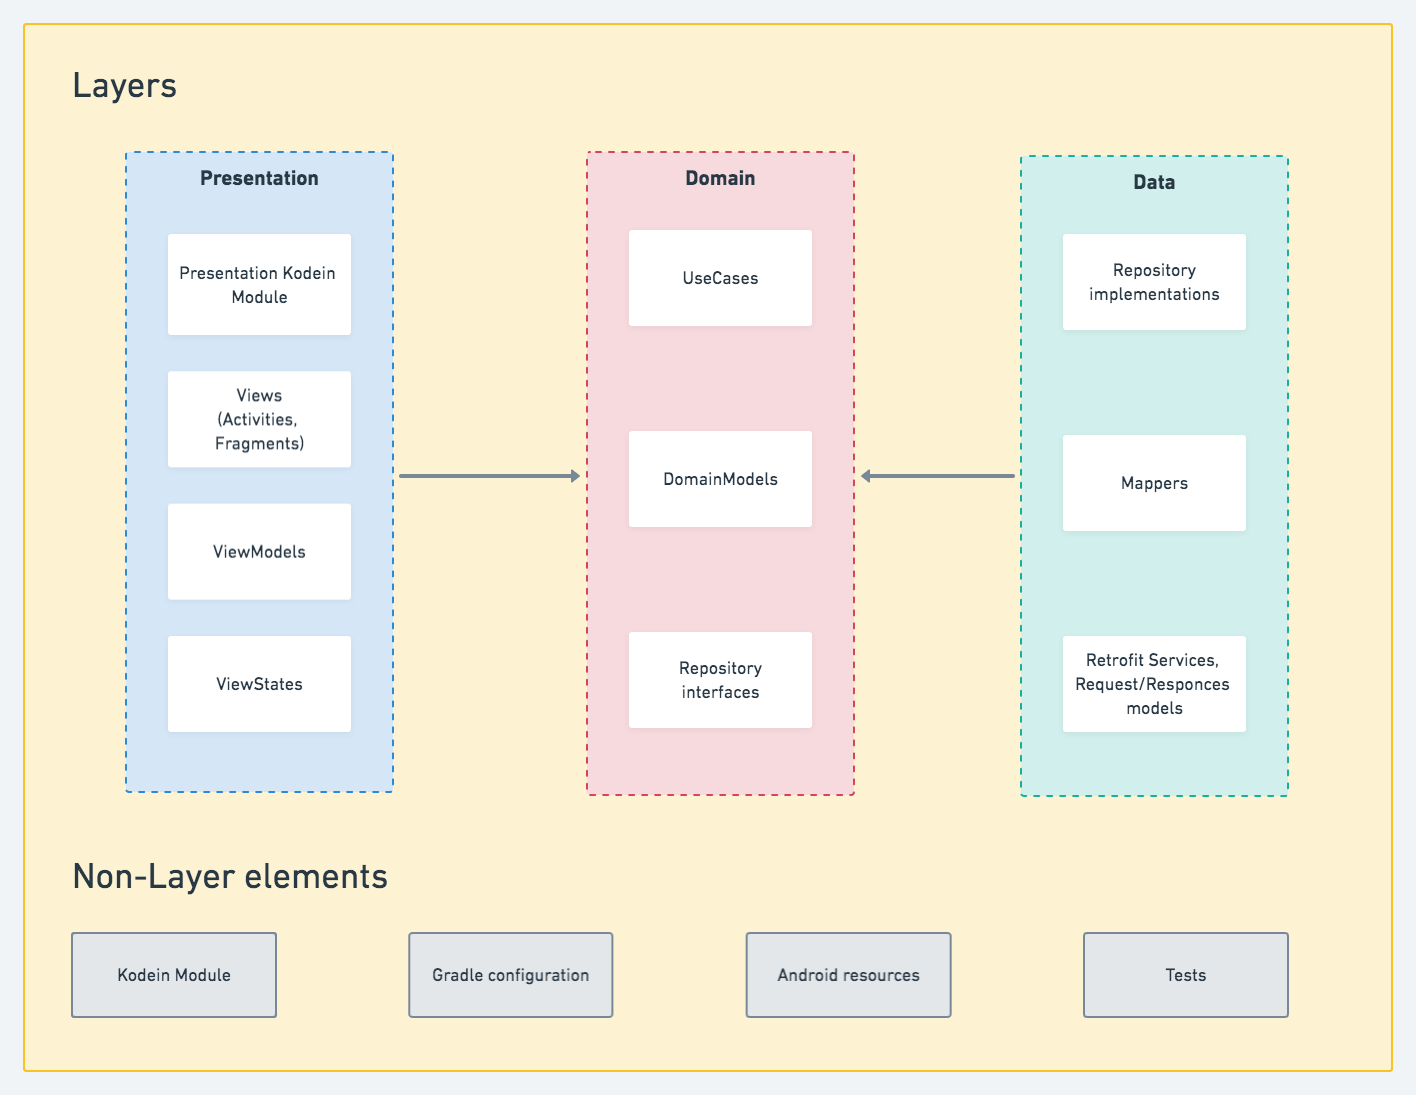 Layers
Presentation
Presentation Kodein
Module
Views
(Activities,
Fragments)
ViewModels
ViewStates
Domain
UseCases
DomainModels
Repository
interfaces
Data
Repository
implementations
Mappers
Retrofit Services,
Request/Responces
models
Non-Layer elements
Kodein Module
Gradle configuration
Android resources
Tests